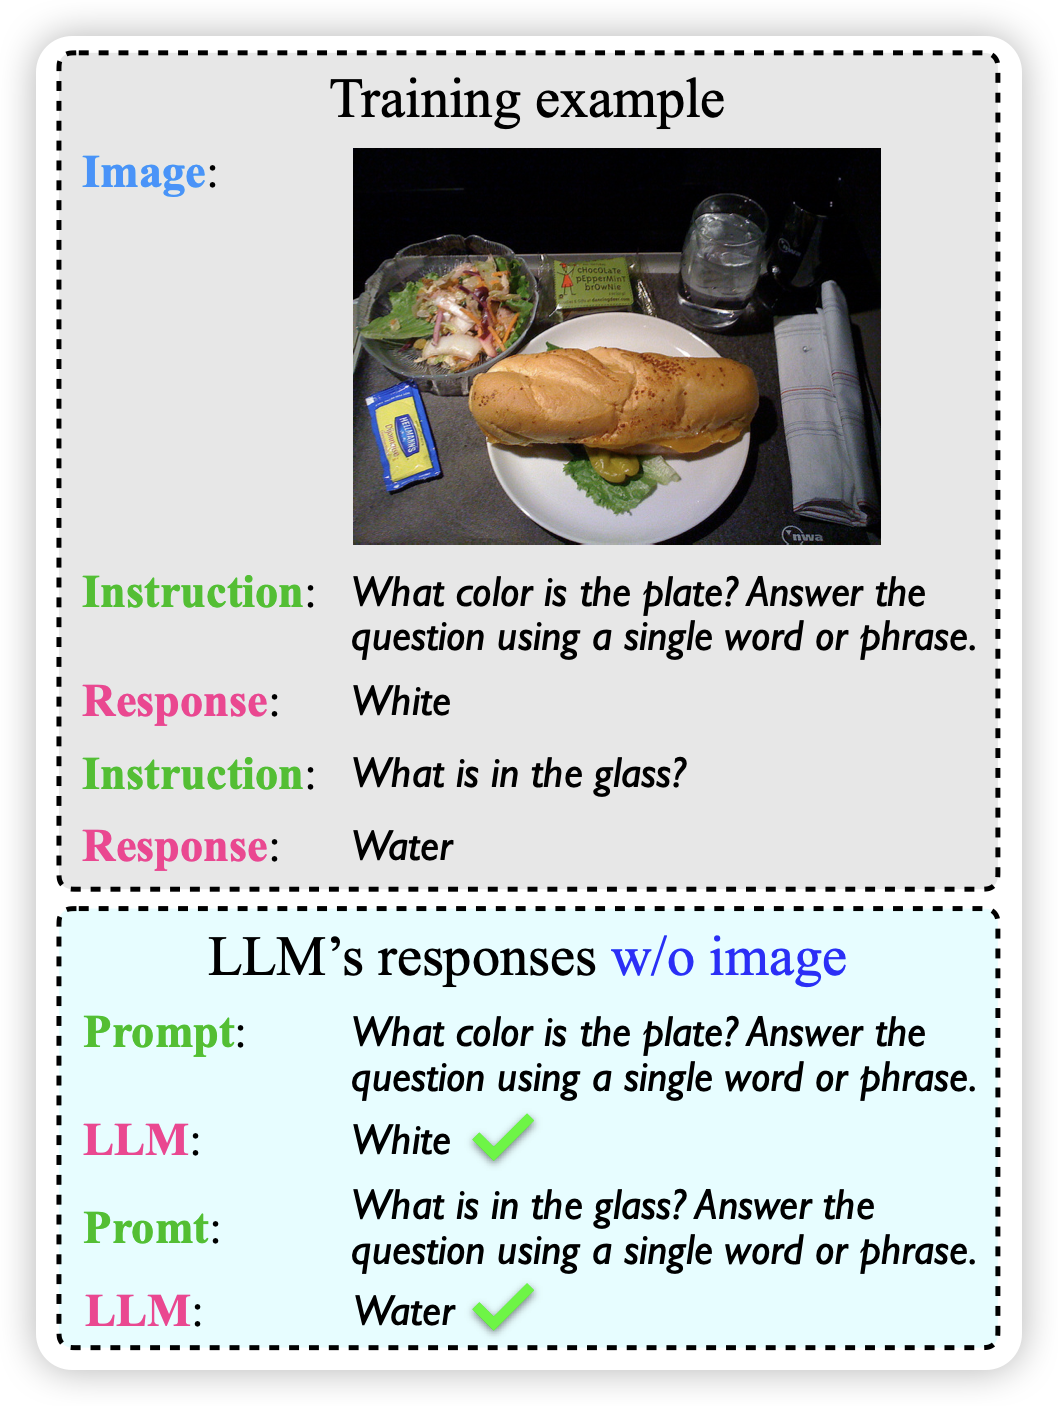 Training example
Image:
CHOCOLATE
PEPPERMINT
BROWNIE
HELLMANN'S
nwa
Instruction: What color is the plate? Answer the
question using a single word or phrase.
Response: White
Instruction: What is in the glass?
Response: Water
LLM's responses w/o image
Prompt: What color is the plate? Answer the
question using a single word or phrase.
LLM: White
Promt: What is in the glass? Answer the
question using a single word or phrase.
LLM: Water